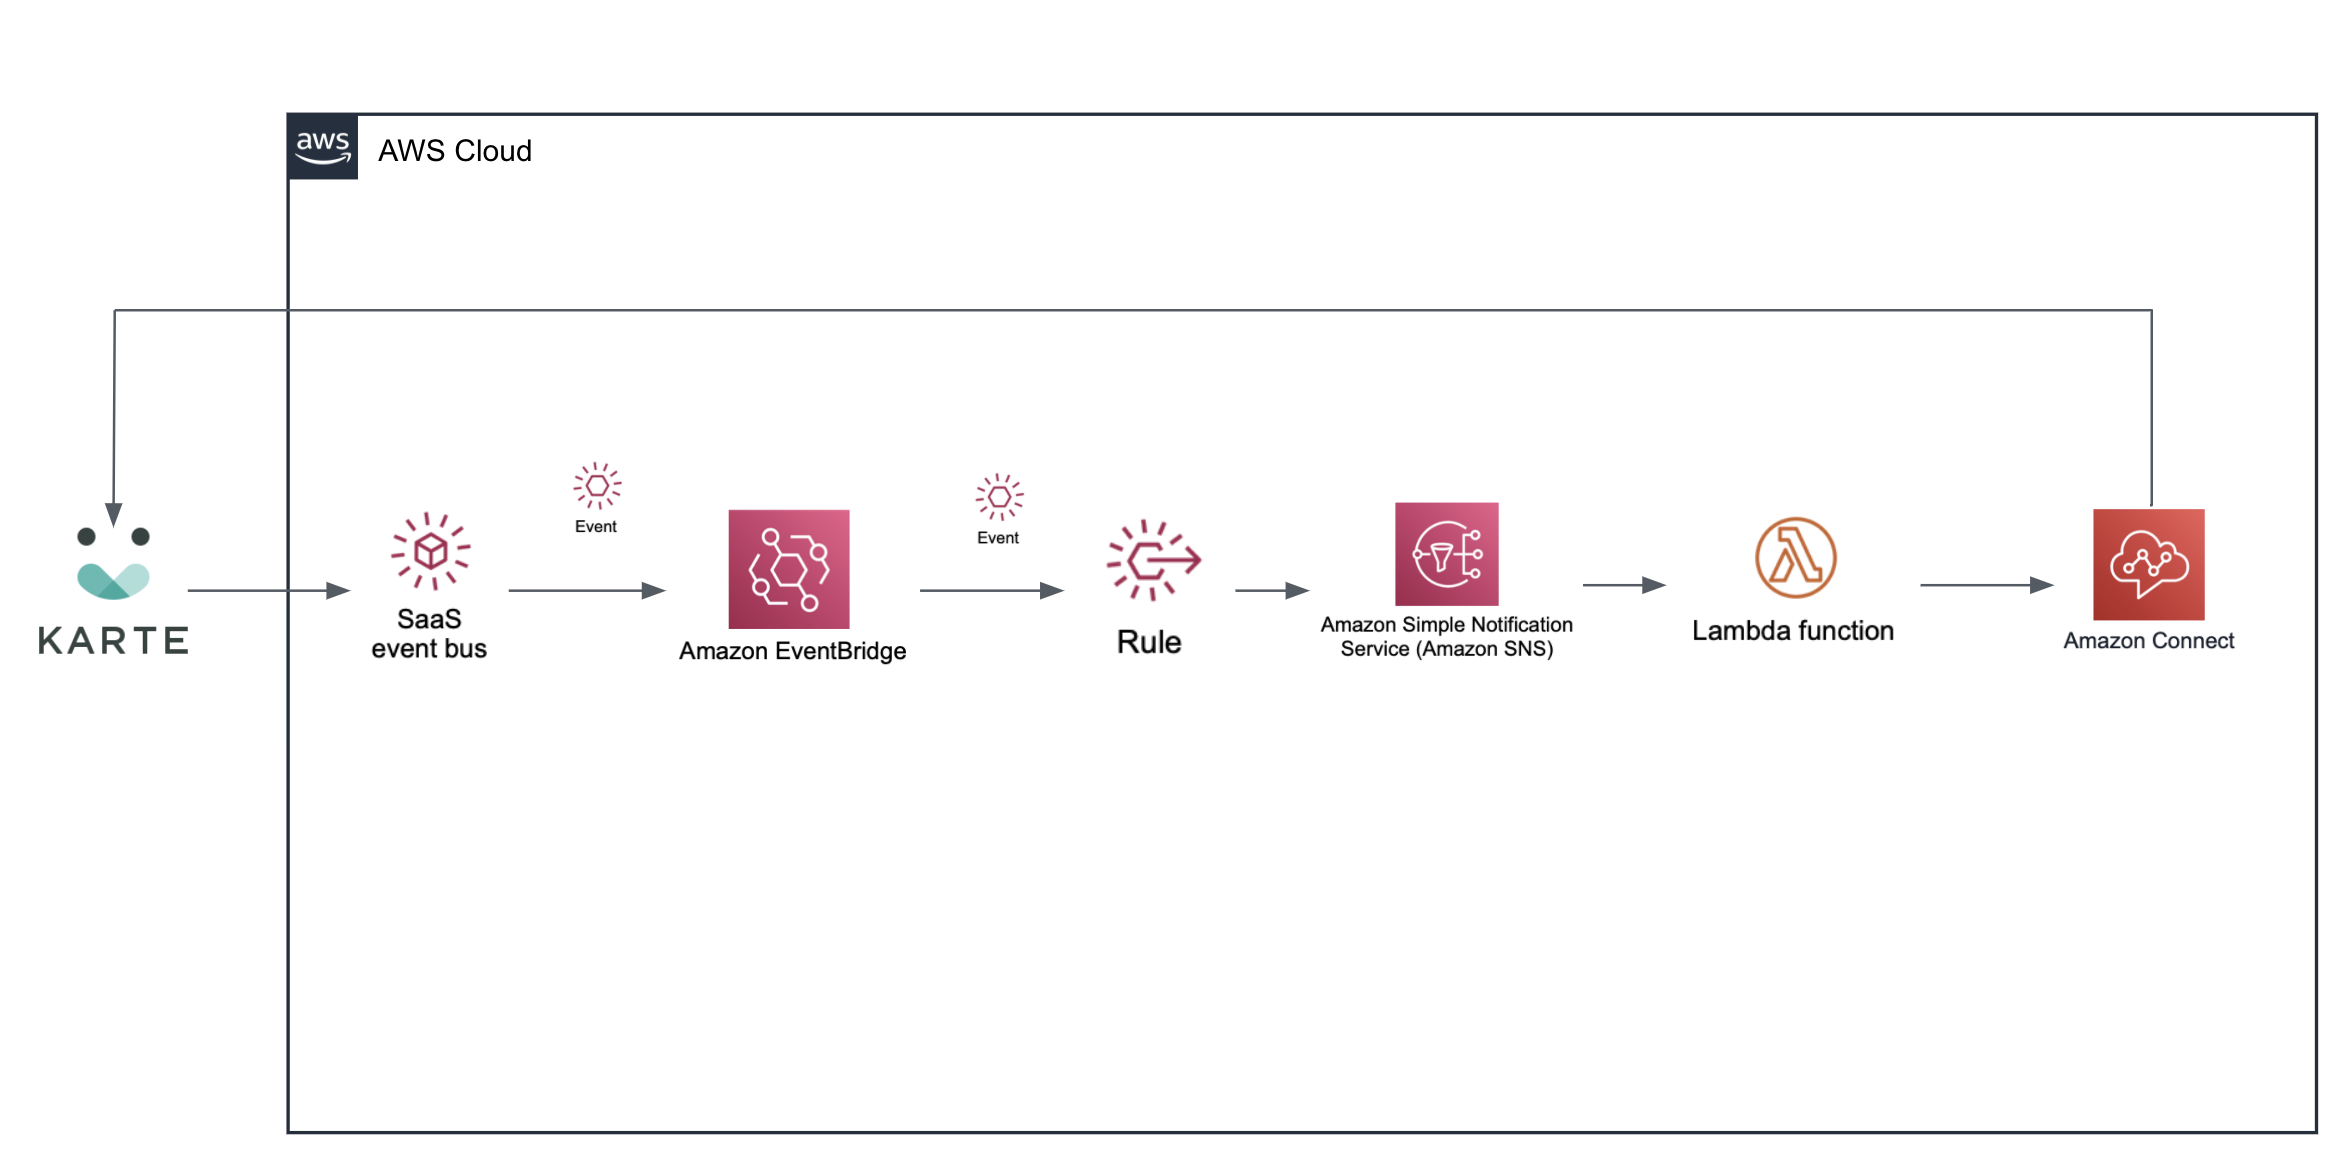 aws
AWS Cloud
Event
Event
KARTE
SaaS
event bus
Amazon EventBridge
Rule
Amazon Simple Notification
Service (Amazon SNS)
Lambda function
Amazon Connect